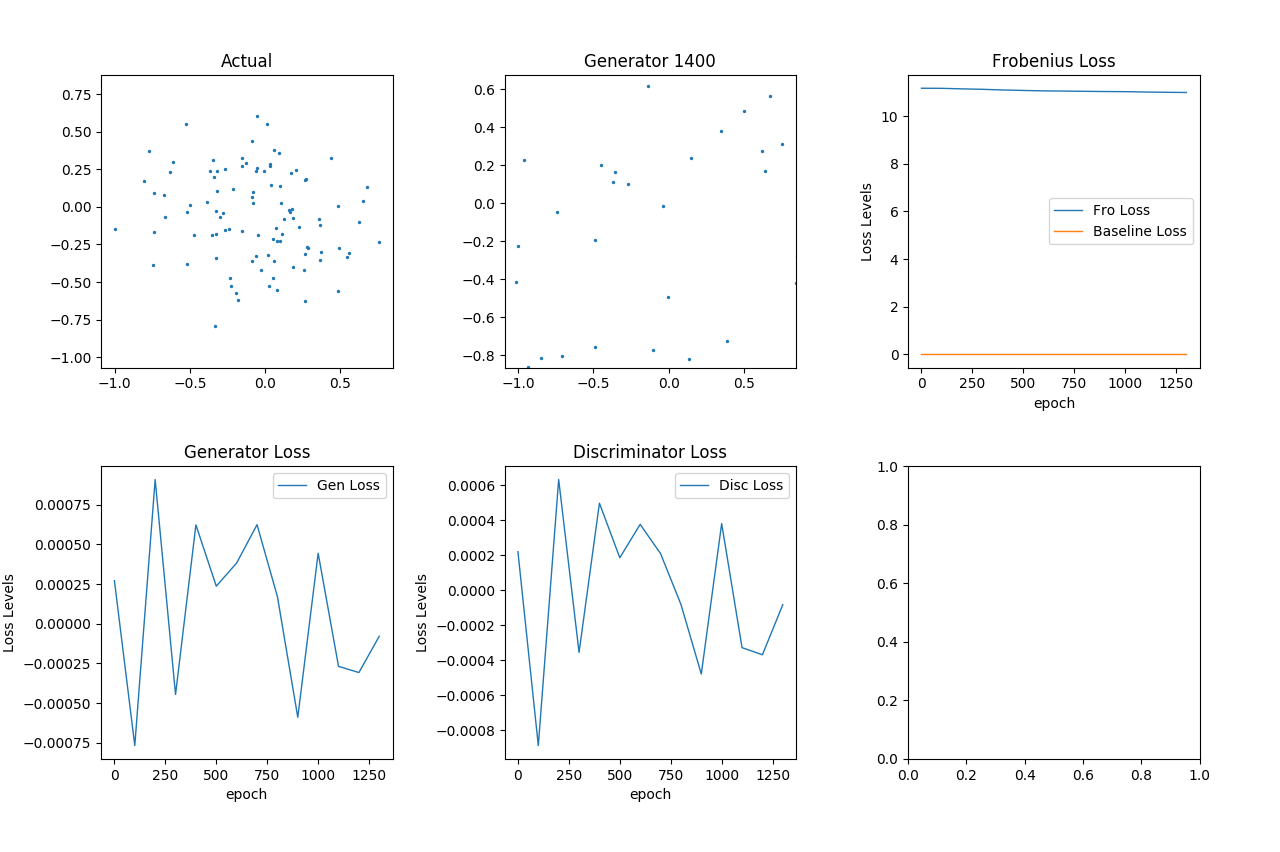 Actual
0.75
0.50
0.25
0.00
−0.25
−0.50
−0.75
−1.00
−1.0 −0.5 0.0 0.5
Generator 1400
0.6
0.4
0.2
0.0
−0.2
−0.4
−0.6
−0.8
−1.0 −0.5 0.0 0.5
Frobenius Loss
Loss Levels
10
8
6
4
2
0
Fro Loss
Baseline Loss
0 250 500 750 1000 1250
epoch
Generator Loss
Loss Levels
0.00075
0.00050
0.00025
0.00000
−0.00025
−0.00050
−0.00075
Gen Loss
0 250 500 750 1000 1250
epoch
Discriminator Loss
Loss Levels
0.0006
0.0004
0.0002
0.0000
−0.0002
−0.0004
−0.0006
−0.0008
Disc Loss
0 250 500 750 1000 1250
epoch
1.0
0.8
0.6
0.4
0.2
0.0
0.0 0.2 0.4 0.6 0.8 1.0